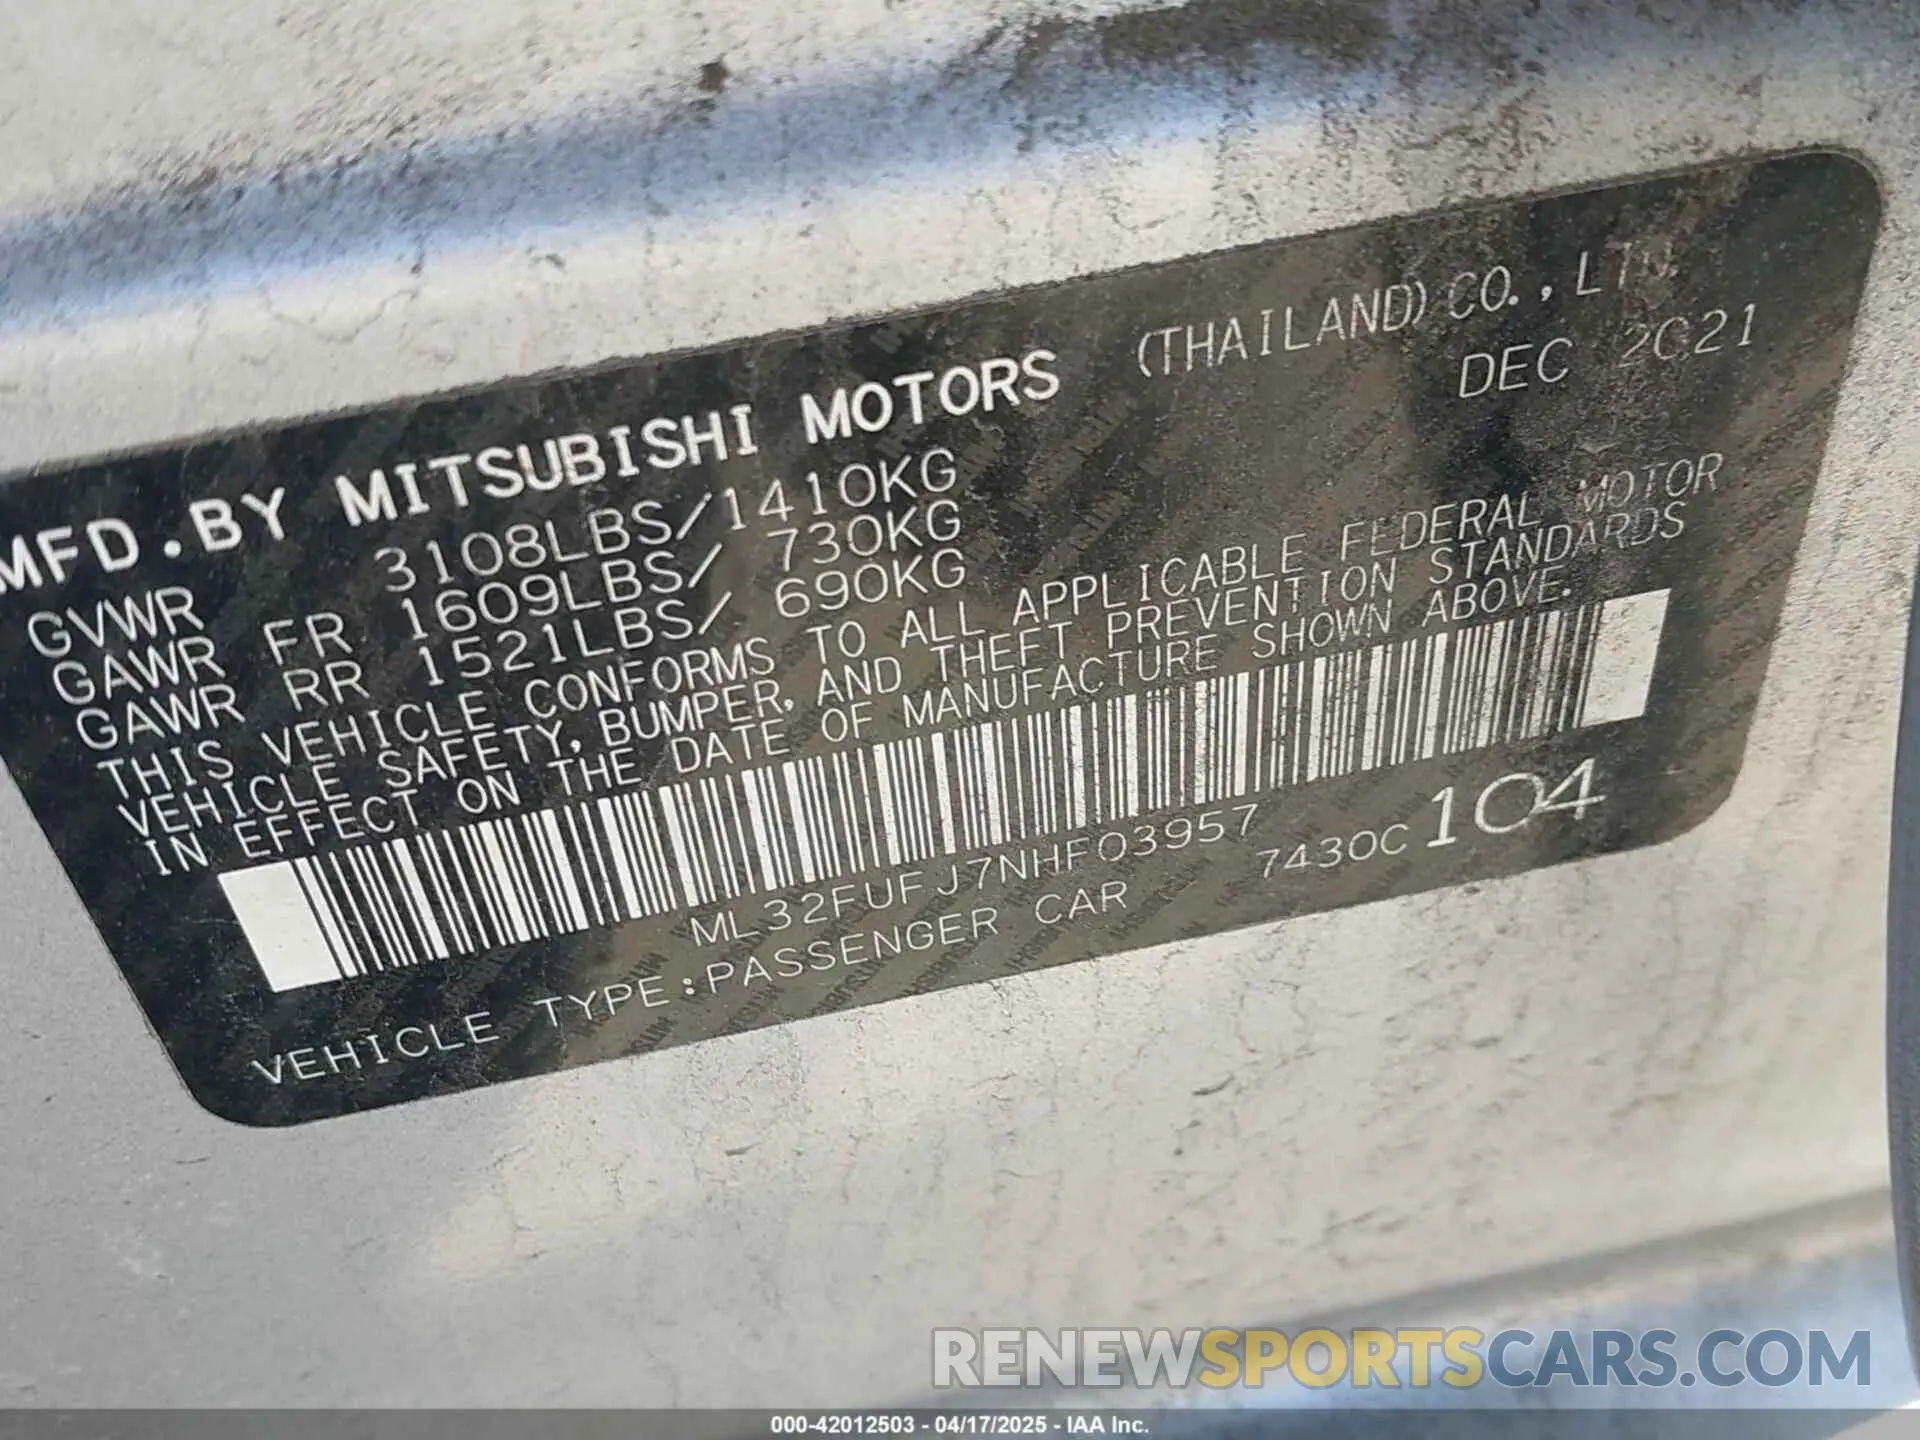 MFD.BY MITSUBISHI MOTORS (THAILAND) CO.,LTD.
DEC 2021
GVWR 3108LBS/1410KG
GAWR FR 1609LBS/ 730KG
GAWR RR 1521LBS/ 690KG
THIS VEHICLE CONFORMS TO ALL APPLICABLE FEDERAL MOTOR
VEHICLE SAFETY, BUMPER, AND THEFT PREVENTION STANDARDS
IN EFFECT ON THE DATE OF MANUFACTURE SHOWN ABOVE.
ML32FUFJ7NHF03957
VEHICLE TYPE:PASSENGER CAR 7430C 104
RENEWSPORTSCARS.COM
000-42012503 - 04/17/2025 - IAA Inc.